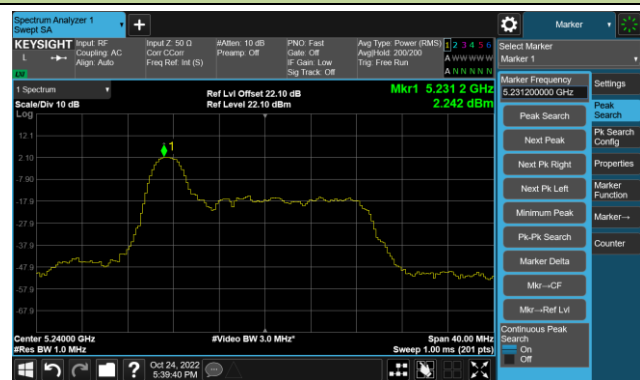 Spectrum Analyzer 1
Swept SA
Marker
KEYSIGHT
L
Input: RF
Coupling: AC
Align: Auto
Input Z: 50 Ω
Corr CCorr
Freq Ref: Int (S)
#Atten: 10 dB
Preamp: Off
PNO: Fast
Gate: Off
IF Gain: Low
Sig Track: Off
Avg Type: Power (RMS)
Avg|Hold: 200/200
Trig: Free Run
1 2 3 4 5 6
A W W W W W
A N N N N N
LXI
Select Marker
Marker 1
1 Spectrum
Scale/Div 10 dB
Log
Ref Lvl Offset 22.10 dB
Ref Level 22.10 dBm
Mkr1 5.231 2 GHz
2.242 dBm
1
12.1
2.10
-7.90
-17.9
-27.9
-37.9
-47.9
-57.9
-67.9
Center 5.24000 GHz
#Res BW 1.0 MHz
#Video BW 3.0 MHz*
Span 40.00 MHz
Sweep 1.00 ms (201 pts)
Marker Frequency
5.231200000 GHz
Peak Search
Next Peak
Next Pk Right
Next Pk Left
Minimum Peak
Pk-Pk Search
Marker Delta
Mkr→CF
Mkr→Ref Lvl
Continuous Peak
Search
On
Off
Settings
Peak
Search
Pk Search
Config
Properties
Marker
Function
Marker→
Counter
Oct 24, 2022
5:39:40 PM